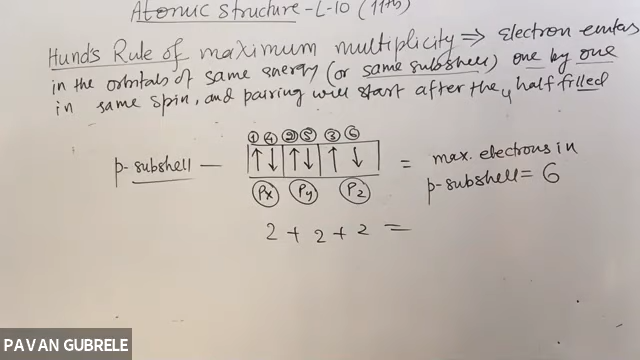 Atomic Structure - L-10 (11th)
Hund's Rule of maximum multiplicity ⇒ Electron enters
in the orbitals of same energy (or same subshell) one by one
in same spin, and pairing will start after the half filled
① ④ ② ⑤ ③ ⑥
p-subshell — ↑ ↓ ↑ ↓ ↑ ↓ = max. electrons in
p-subshell = 6
Px Py Pz
2 + 2 + 2 =
PAVAN GUBRELE